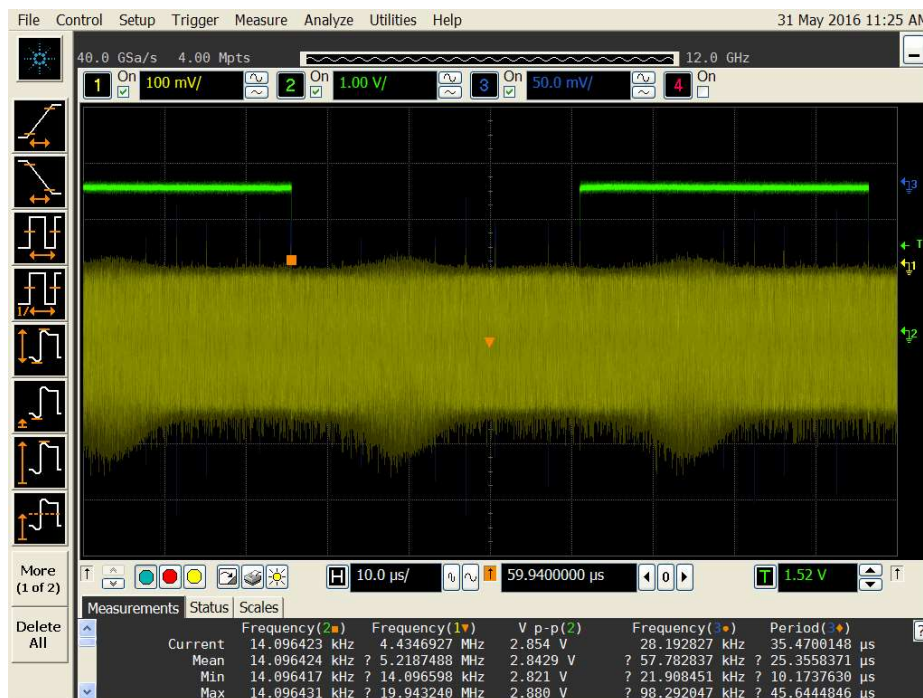 File Control Setup Trigger Measure Analyze Utilities Help 31 May 2016 11:25 AM
40.0 GSa/s 4.00 Mpts 12.0 GHz
1 On 100 mV/ 2 On 1.00 V/ 3 On 50.0 mV/ 4 On
3
T
1
2
1/
More
(1 of 2)
Delete
All
H 10.0 µs/ 59.9400000 µs 0 T 1.52 V
Measurements Status Scales
Frequency(2■) Frequency(1▼) V p-p(2) Frequency(3●) Period(3♦) ?
Current 14.096423 kHz 4.4346927 MHz 2.854 V 28.192827 kHz 35.4700148 µs
Mean 14.096424 kHz ? 5.2187488 MHz 2.8429 V ? 57.782837 kHz ? 25.3558371 µs
Min 14.096417 kHz ? 14.096598 kHz 2.821 V ? 21.908451 kHz ? 10.1737630 µs
Max 14.096431 kHz ? 19.943240 MHz 2.880 V ? 98.292047 kHz ? 45.6444846 µs